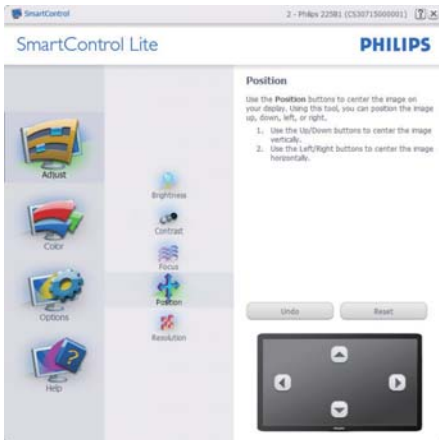 SmartControl
2 - Philips 225B1 (CS30715000001)
SmartControl Lite
PHILIPS
Adjust
Color
Options
Help
Brightness
Contrast
Focus
Position
Resolution
Position
Use the Position buttons to center the image on
your display. Using this tool, you can position the image
up, down, left, or right.
1. Use the Up/Down buttons to center the image
vertically.
2. Use the Left/Right buttons to center the image
horizontally.
Undo
Reset